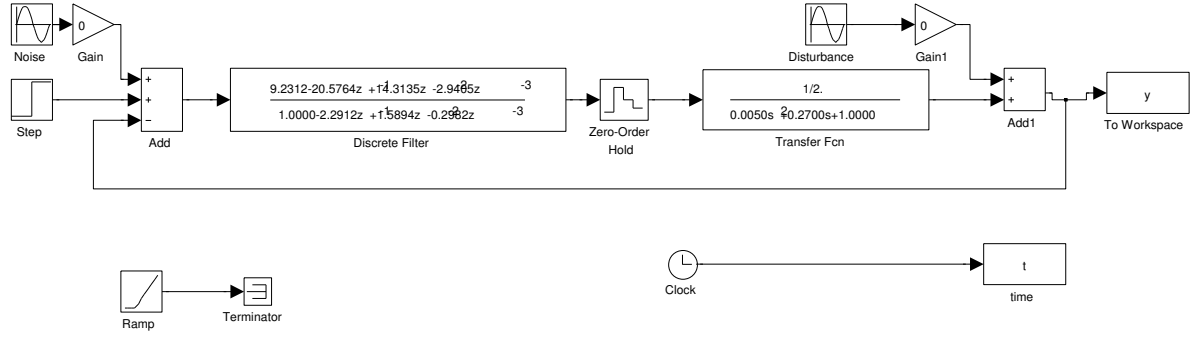 0
0
Noise
Gain
Disturbance
Gain1
+
+
−
9.2312-20.5764z -1 +14.3135z -2 -2.9465z -3
1.0000-2.2912z -1 +1.5894z -2 -0.2982z -3
1/2.
0.0050s 2 +0.2700s+1.0000
+
+
y
Step
Add
Discrete Filter
Zero-Order
Hold
Transfer Fcn
Add1
To Workspace
t
Clock
time
Ramp
Terminator